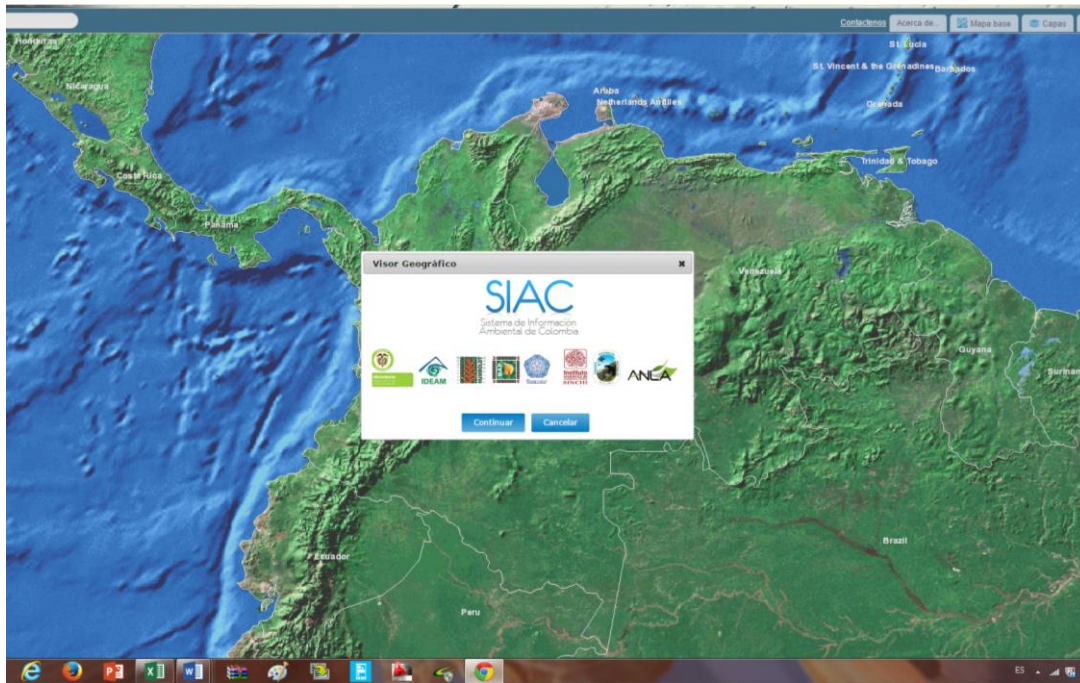 Contactenos Acerca de... Mapa base Capas
Honduras
St. Lucia
St. Vincent & the Grenadines Barbados
Nicaragua
Aruba
Netherlands Antilles
Grenada
Trinidad & Tobago
Costa Rica
Panama
Visor Geográfico
SIAC
Sistema de Información
Ambiental de Colombia
Venezuela
Guyana
Surinam
IDEAM
Instituto
SINCHI
ANLA
Continuar Cancelar
Brazil
Ecuador
Peru
ES